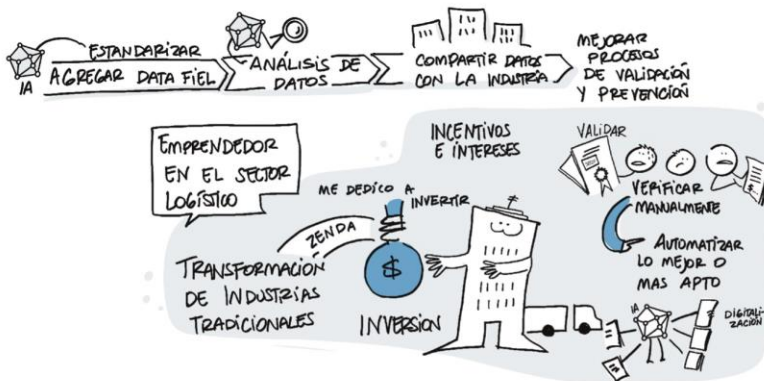 ESTANDARIZAR
IA
AGREGAR DATA FIEL
ANÁLISIS DE
DATOS
COMPARTIR DATOS
CON LA INDUSTRIA
MEJORAR
PROCESOS
DE VALIDACIÓN
Y PREVENCIÓN
EMPRENDEDOR
EN EL SECTOR
LOGÍSTICO
INCENTIVOS
E INTERESES
VALIDAR
ME DEDICO A
INVERTIR
ZENDA
$
TRANSFORMACIÓN
DE INDUSTRIAS
TRADICIONALES
INVERSIÓN
VERIFICAR
MANUALMENTE
AUTOMATIZAR
LO MEJOR O
MAS APTO
IA
DIGITALI-
ZACIÓN